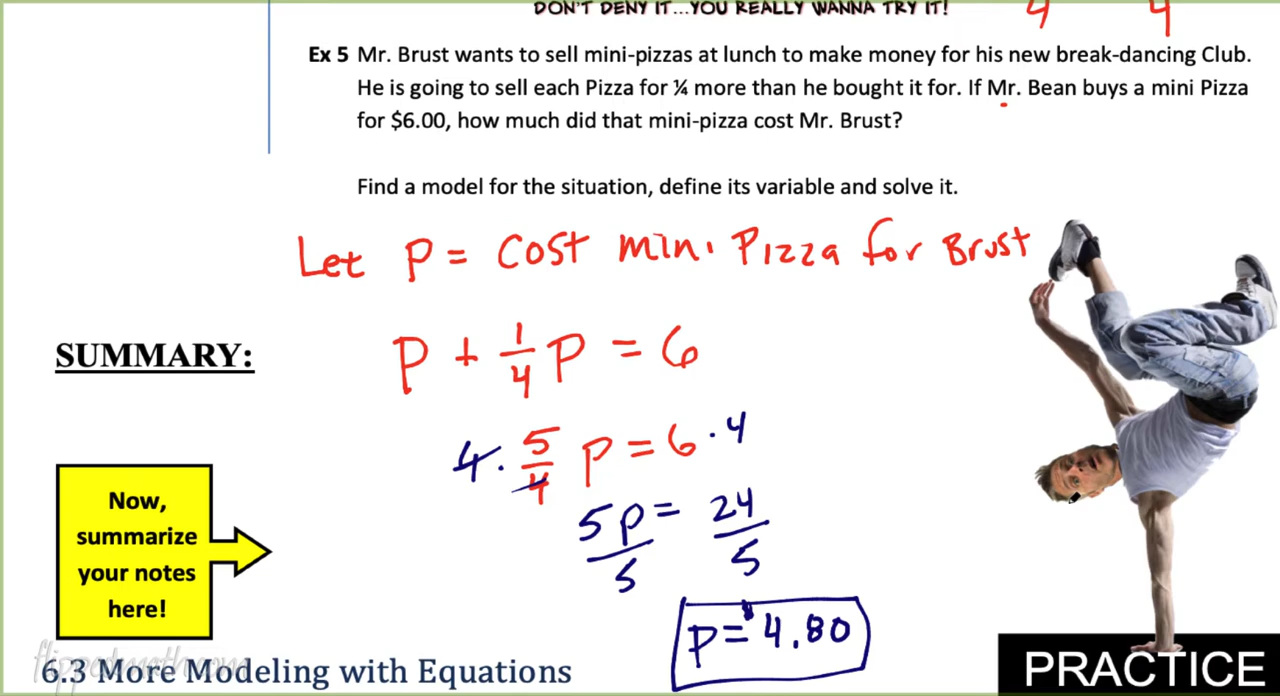 DON'T DENY IT...YOU REALLY WANNA TRY IT!
4 4
Ex 5 Mr. Brust wants to sell mini-pizzas at lunch to make money for his new break-dancing Club.
He is going to sell each Pizza for ¼ more than he bought it for. If Mr. Bean buys a mini Pizza
for $6.00, how much did that mini-pizza cost Mr. Brust?
Find a model for the situation, define its variable and solve it.
Let P = Cost mini Pizza for Brust
SUMMARY:
P + 1/4 P = 6
4 · 5/4 P = 6 · 4
5P/5 = 24/5
P = 4.80
Now,
summarize
your notes
here!
flippedmath.com
6.3 More Modeling with Equations
PRACTICE